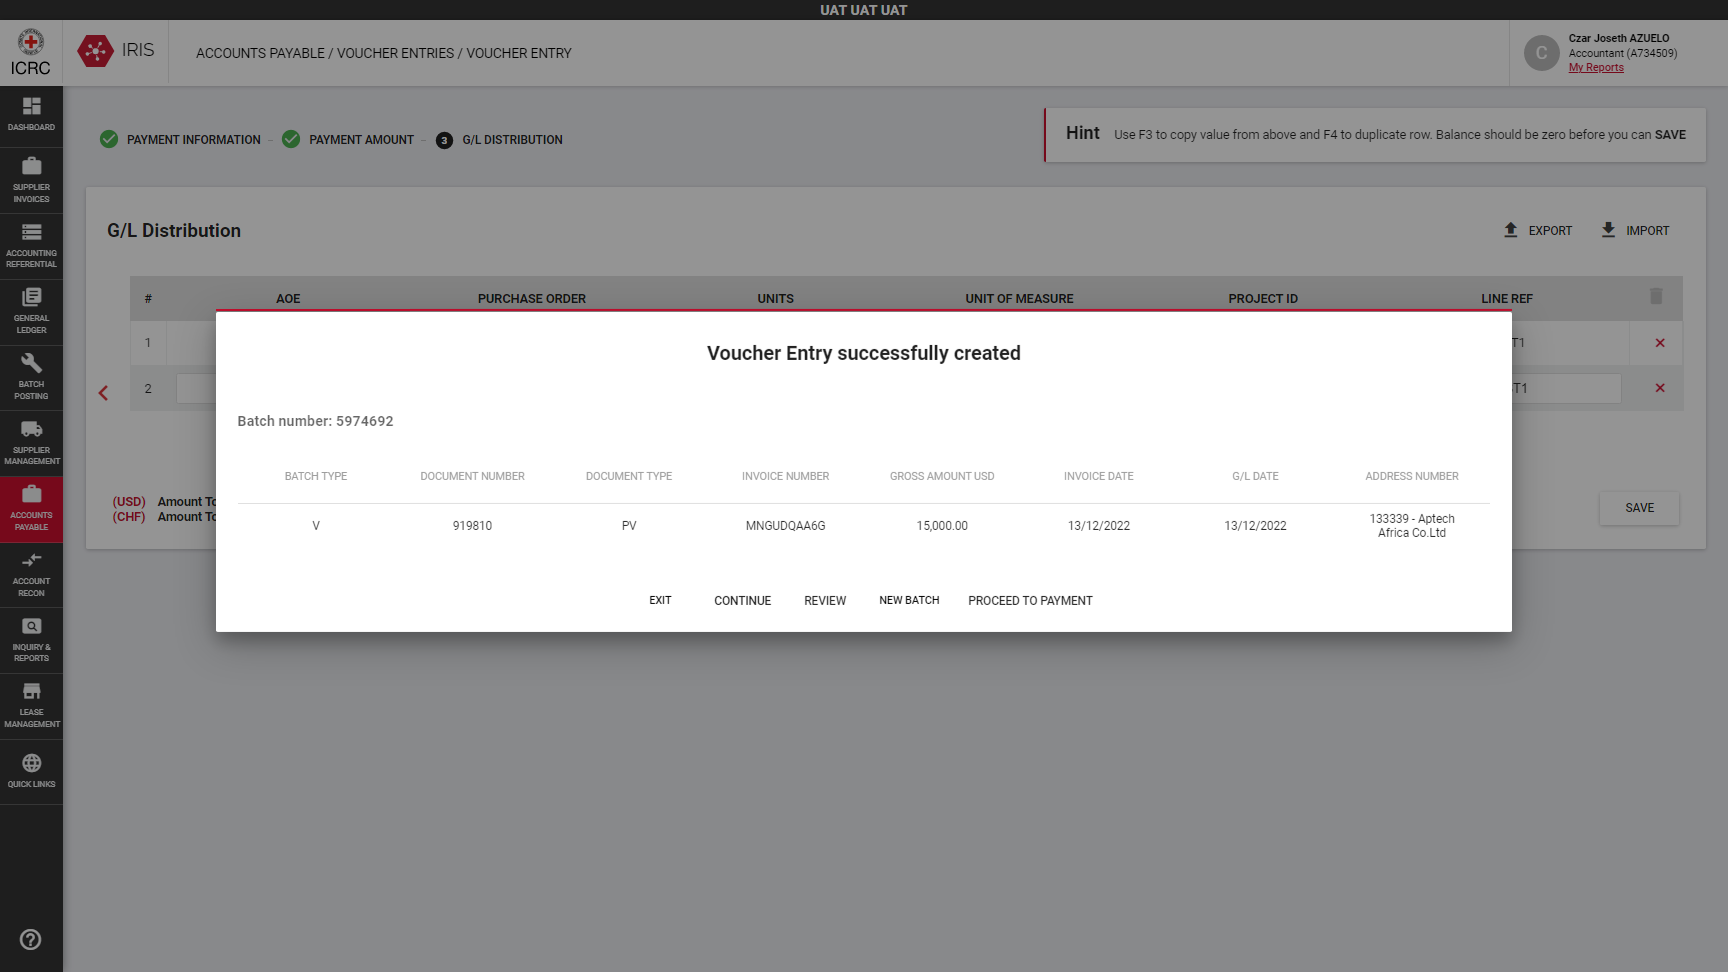 UAT UAT UAT
ICRC
IRIS
ACCOUNTS PAYABLE / VOUCHER ENTRIES / VOUCHER ENTRY
C
Czar Joseth AZUELO
Accountant (A734509)
My Reports
DASHBOARD
SUPPLIER
INVOICES
ACCOUNTING
REFERENTIAL
GENERAL
LEDGER
BATCH
POSTING
SUPPLIER
MANAGEMENT
ACCOUNTS
PAYABLE
ACCOUNT
RECON
INQUIRY &
REPORTS
LEASE
MANAGEMENT
QUICK LINKS
PAYMENT INFORMATION
PAYMENT AMOUNT
3 G/L DISTRIBUTION
Hint Use F3 to copy value from above and F4 to duplicate row. Balance should be zero before you can SAVE
G/L Distribution
EXPORT
IMPORT
# AOE PURCHASE ORDER UNITS UNIT OF MEASURE PROJECT ID LINE REF
1 T1
2 T1
(USD) Amount To
(CHF) Amount To
SAVE
Voucher Entry successfully created
Batch number: 5974692
BATCH TYPE DOCUMENT NUMBER DOCUMENT TYPE INVOICE NUMBER GROSS AMOUNT USD INVOICE DATE G/L DATE ADDRESS NUMBER
V 919810 PV MNGUDQAA6G 15,000.00 13/12/2022 13/12/2022 133339 - Aptech
Africa Co.Ltd
EXIT CONTINUE REVIEW NEW BATCH PROCEED TO PAYMENT